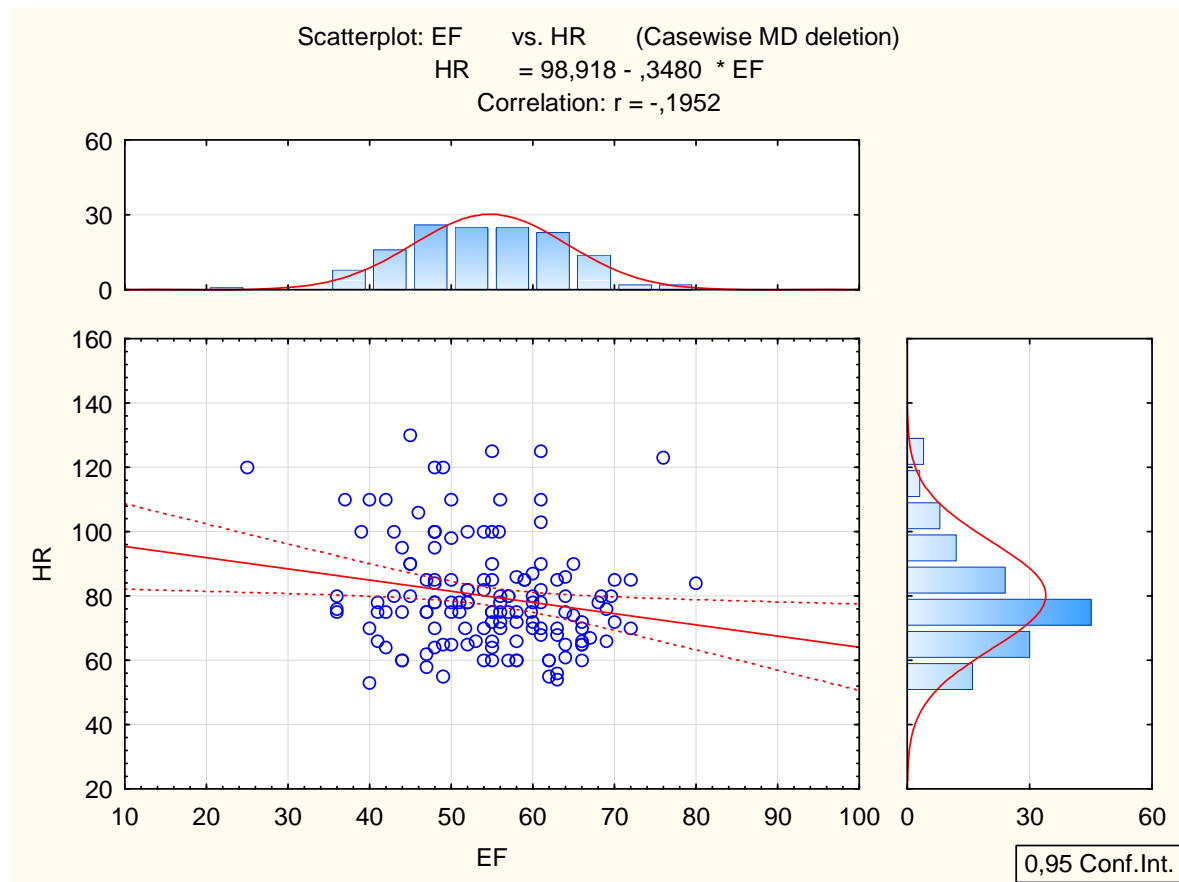 Scatterplot: EF vs. HR (Casewise MD deletion)
HR = 98,918 - ,3480 * EF
Correlation: r = -,1952
60
30
0
160
140
120
100
80
60
40
20
HR
10 20 30 40 50 60 70 80 90 100
0 30 60
EF
0,95 Conf.Int.